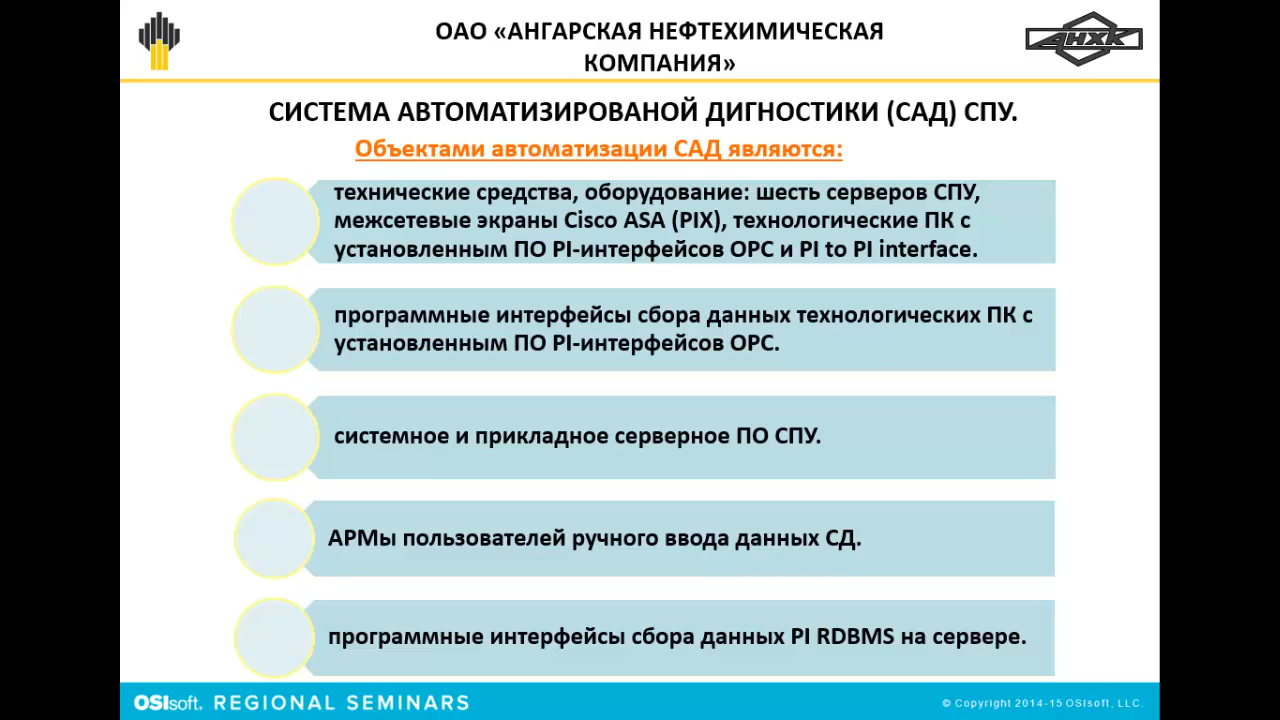 ОАО «АНГАРСКАЯ НЕФТЕХИМИЧЕСКАЯ
КОМПАНИЯ»
АНХК
СИСТЕМА АВТОМАТИЗИРОВАНОЙ ДИГНОСТИКИ (САД) СПУ.
Объектами автоматизации САД являются:
технические средства, оборудование: шесть серверов СПУ,
межсетевые экраны Cisco ASA (PIX), технологические ПК с
установленным ПО PI-интерфейсов OPC и PI to PI interface.
программные интерфейсы сбора данных технологических ПК с
установленным ПО PI-интерфейсов OPC.
системное и прикладное серверное ПО СПУ.
АРМы пользователей ручного ввода данных СД.
программные интерфейсы сбора данных PI RDBMS на сервере.
OSIsoft. REGIONAL SEMINARS
© Copyright 2014-15 OSIsoft, LLC.